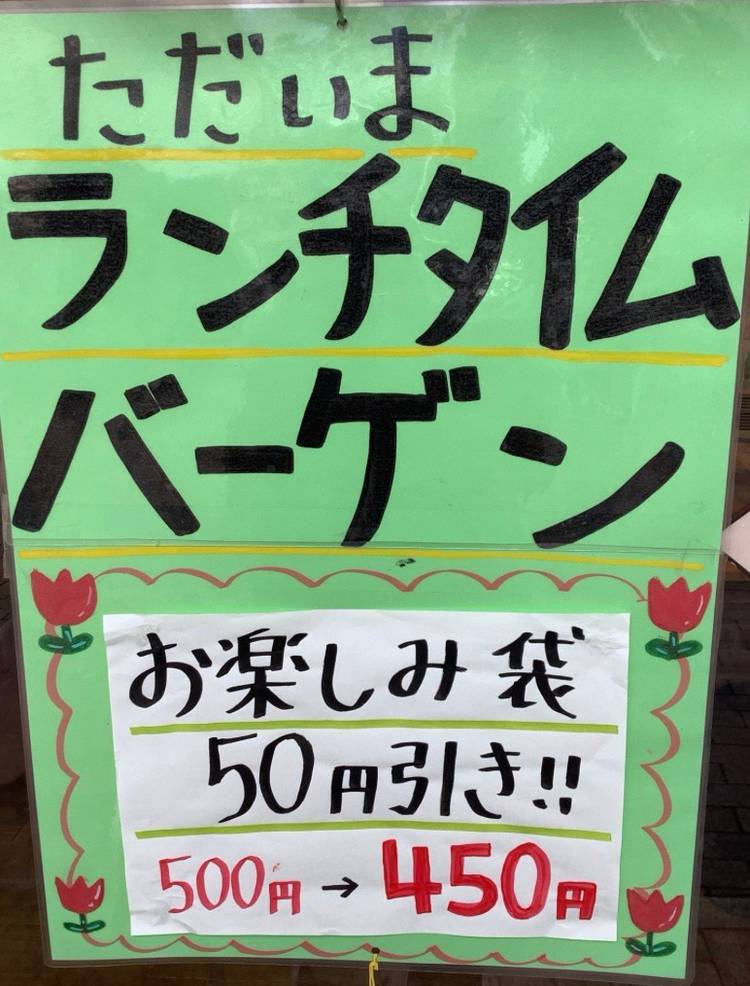 ただいま
ランチタイム
バーゲン
お楽しみ袋
50円引き!!
500円→450円